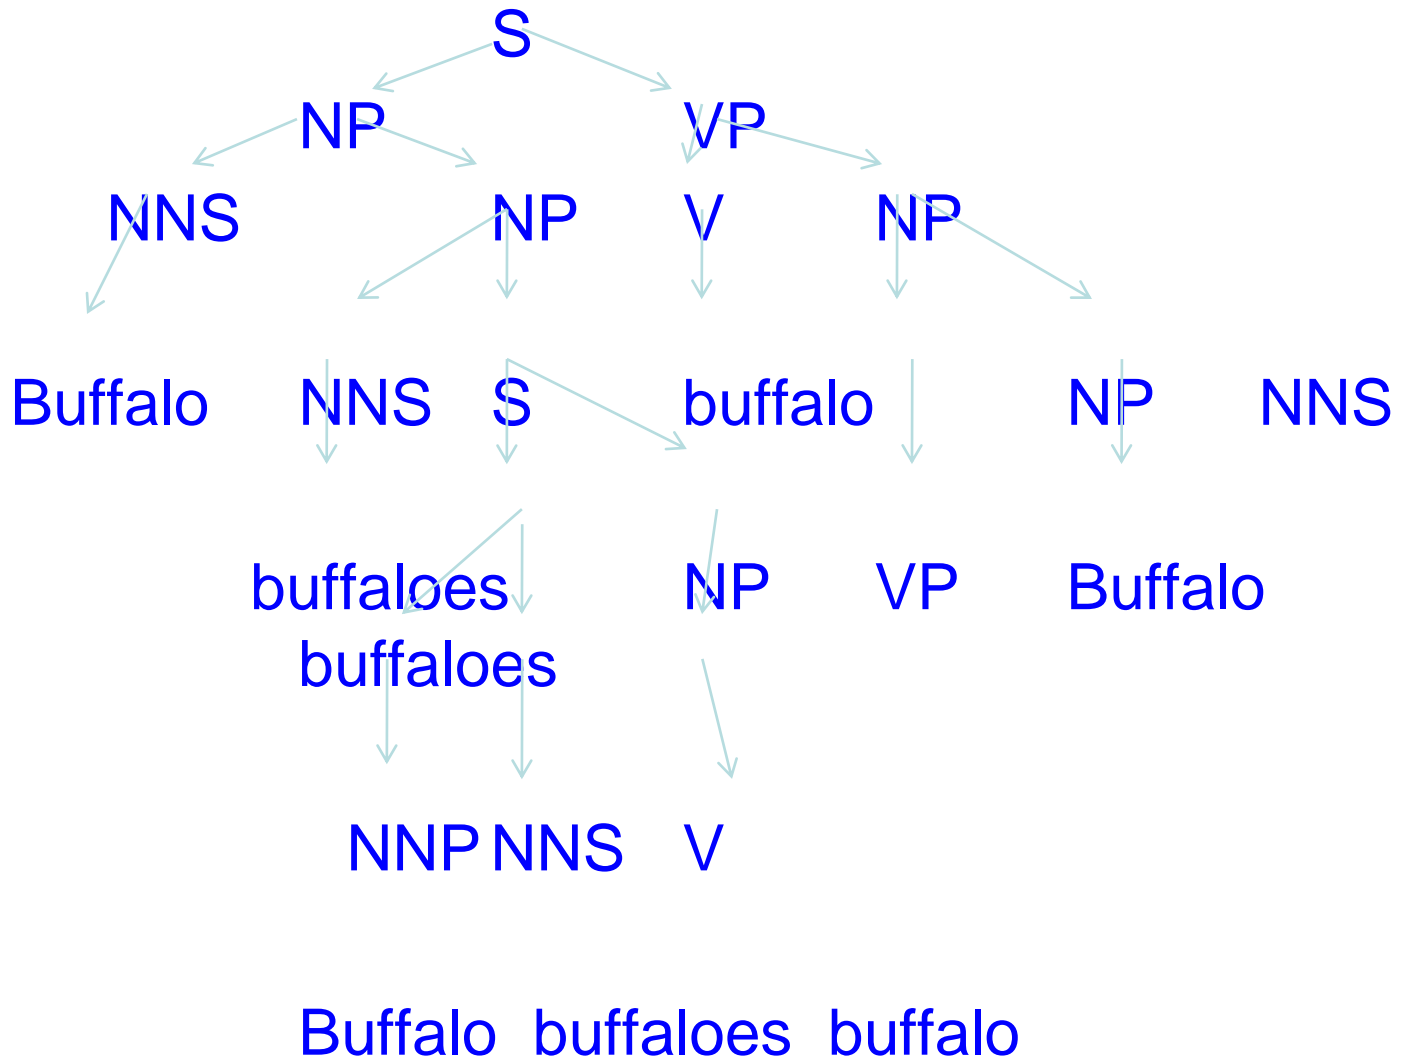 S
NP VP
NNS NP V NP
Buffalo NNS S buffalo NP NNS
buffaloes NP VP Buffalo
buffaloes
NNP NNS V
Buffalo buffaloes buffalo